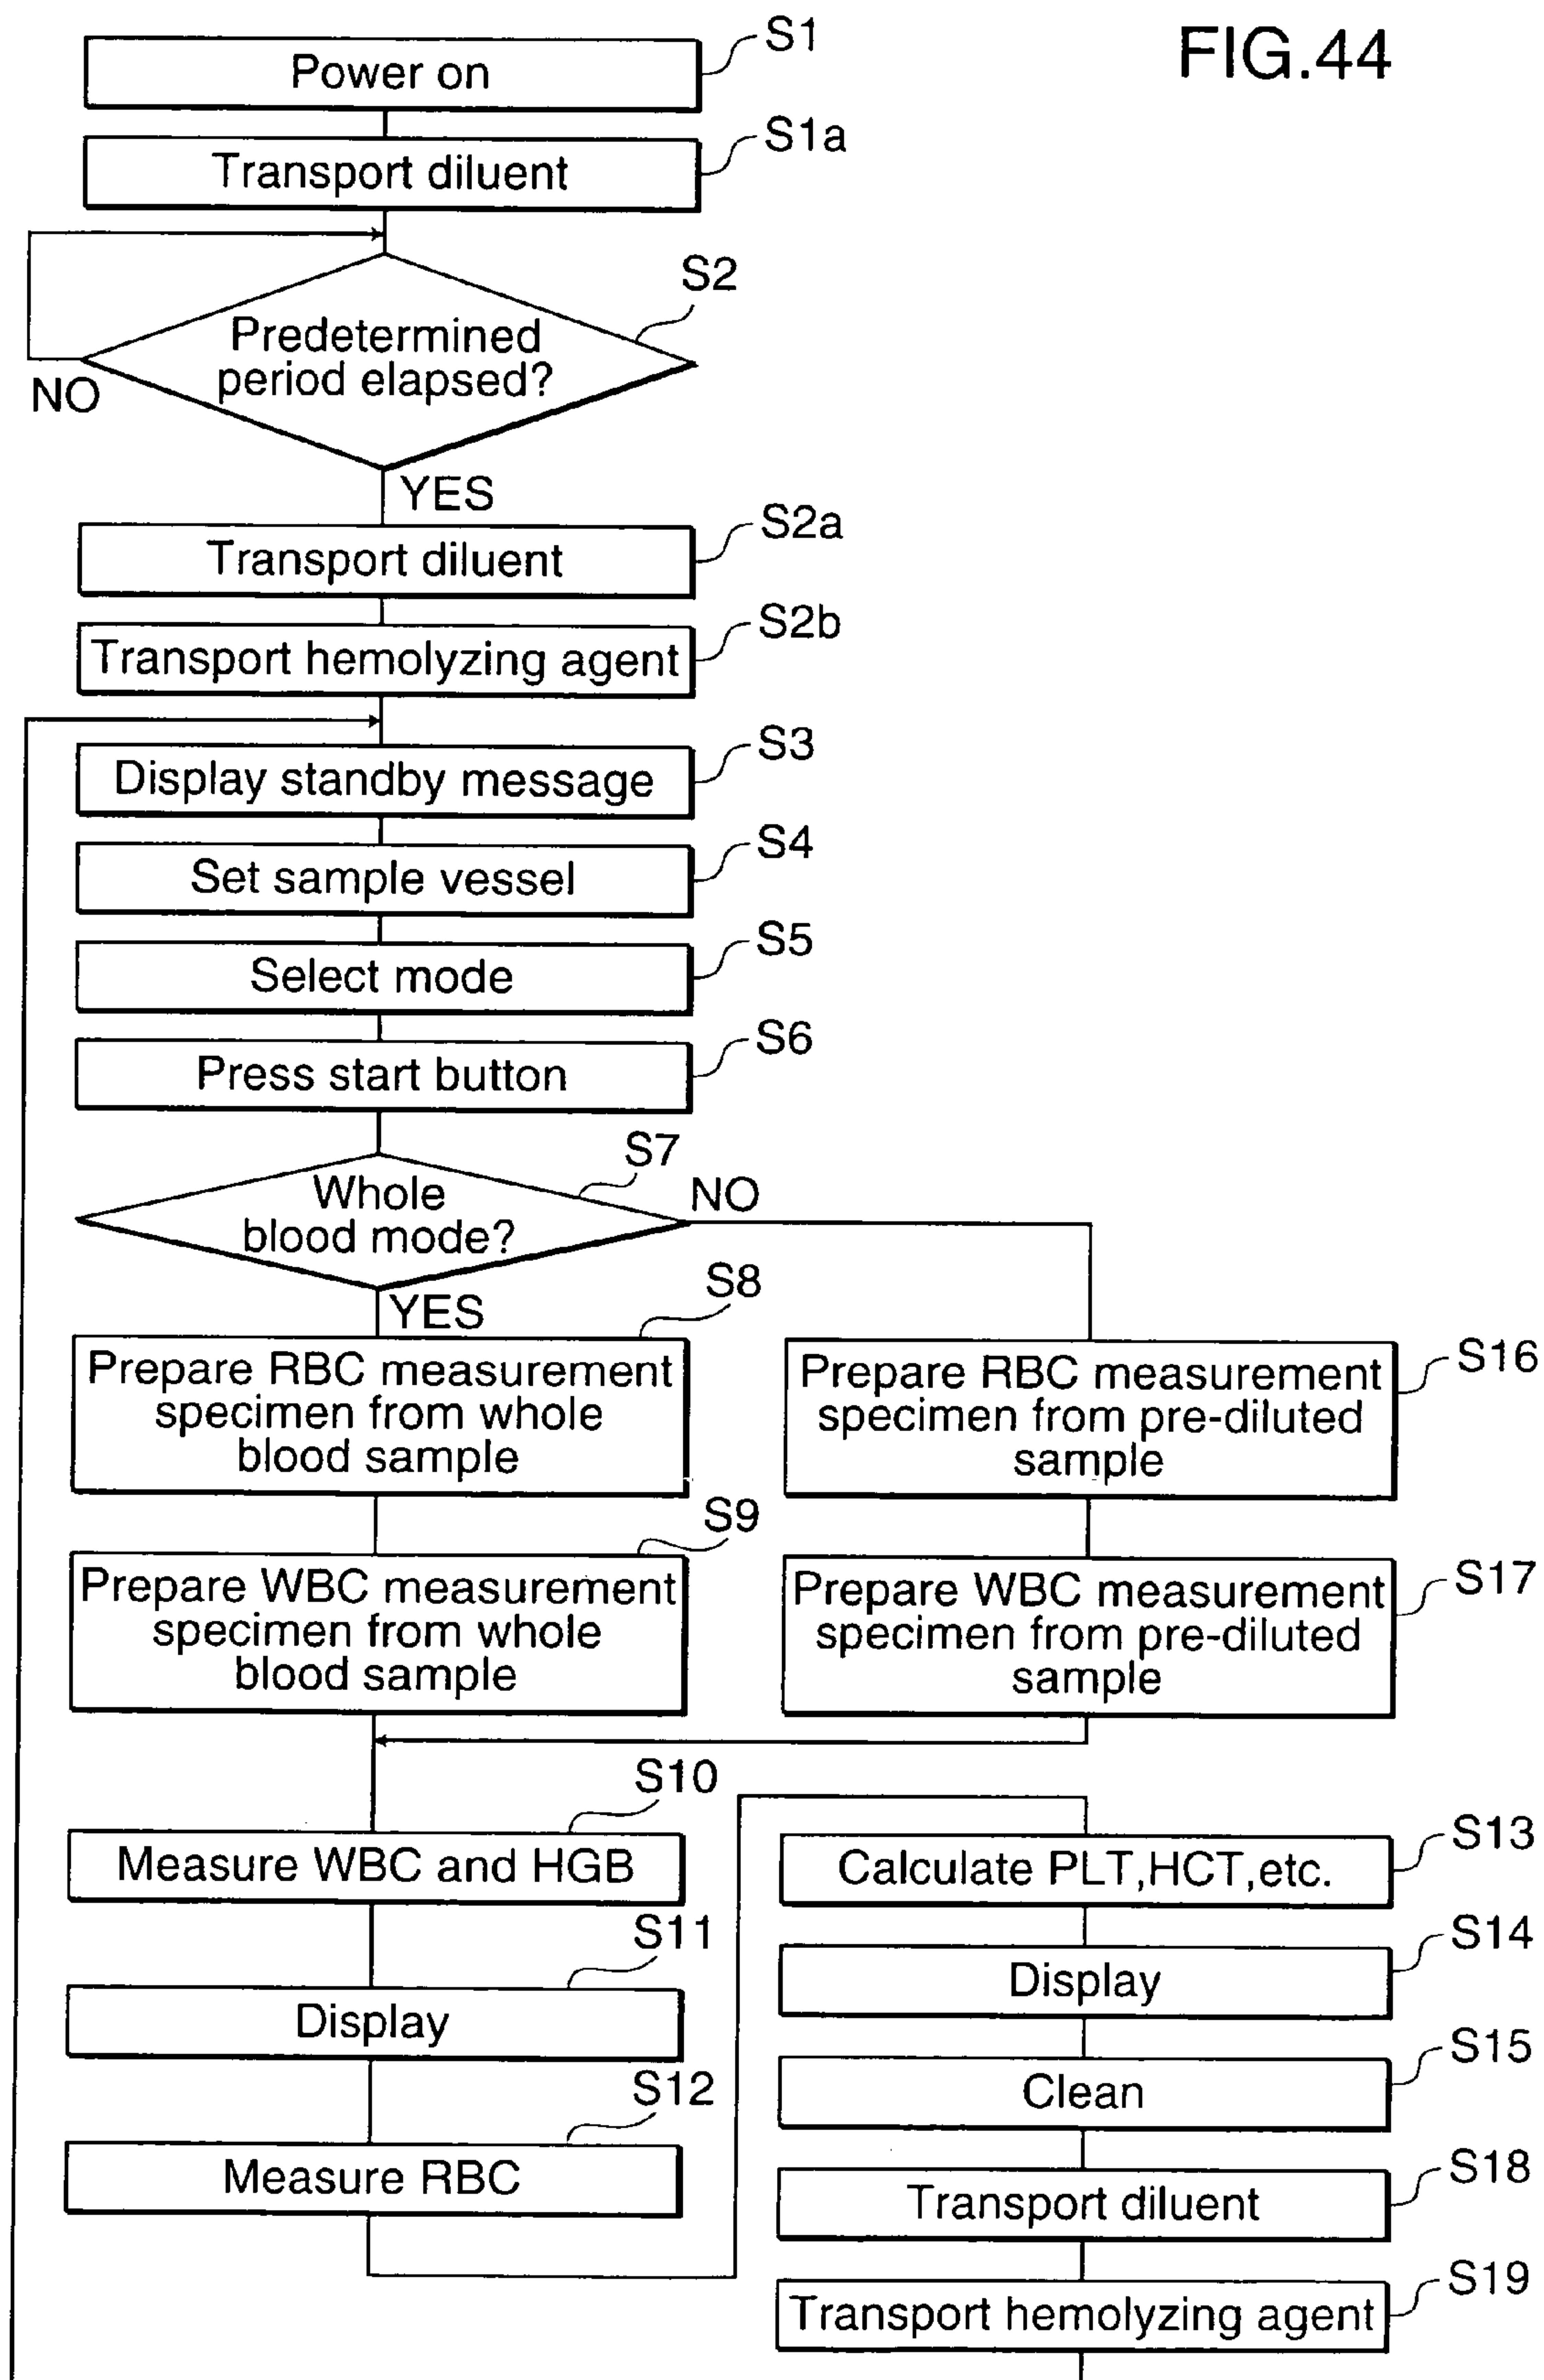 FIG.44
S1
Power on
S1a
Transport diluent
S2
Predetermined
period elapsed?
NO
YES
S2a
Transport diluent
S2b
Transport hemolyzing agent
S3
Display standby message
S4
Set sample vessel
S5
Select mode
S6
Press start button
S7
Whole
blood mode?
NO
YES
S8
Prepare RBC measurement
specimen from whole
blood sample
S9
Prepare WBC measurement
specimen from whole
blood sample
S16
Prepare RBC measurement
specimen from pre-diluted
sample
S17
Prepare WBC measurement
specimen from pre-diluted
sample
S10
Measure WBC and HGB
S11
Display
S12
Measure RBC
S13
Calculate PLT,HCT,etc.
S14
Display
S15
Clean
S18
Transport diluent
S19
Transport hemolyzing agent